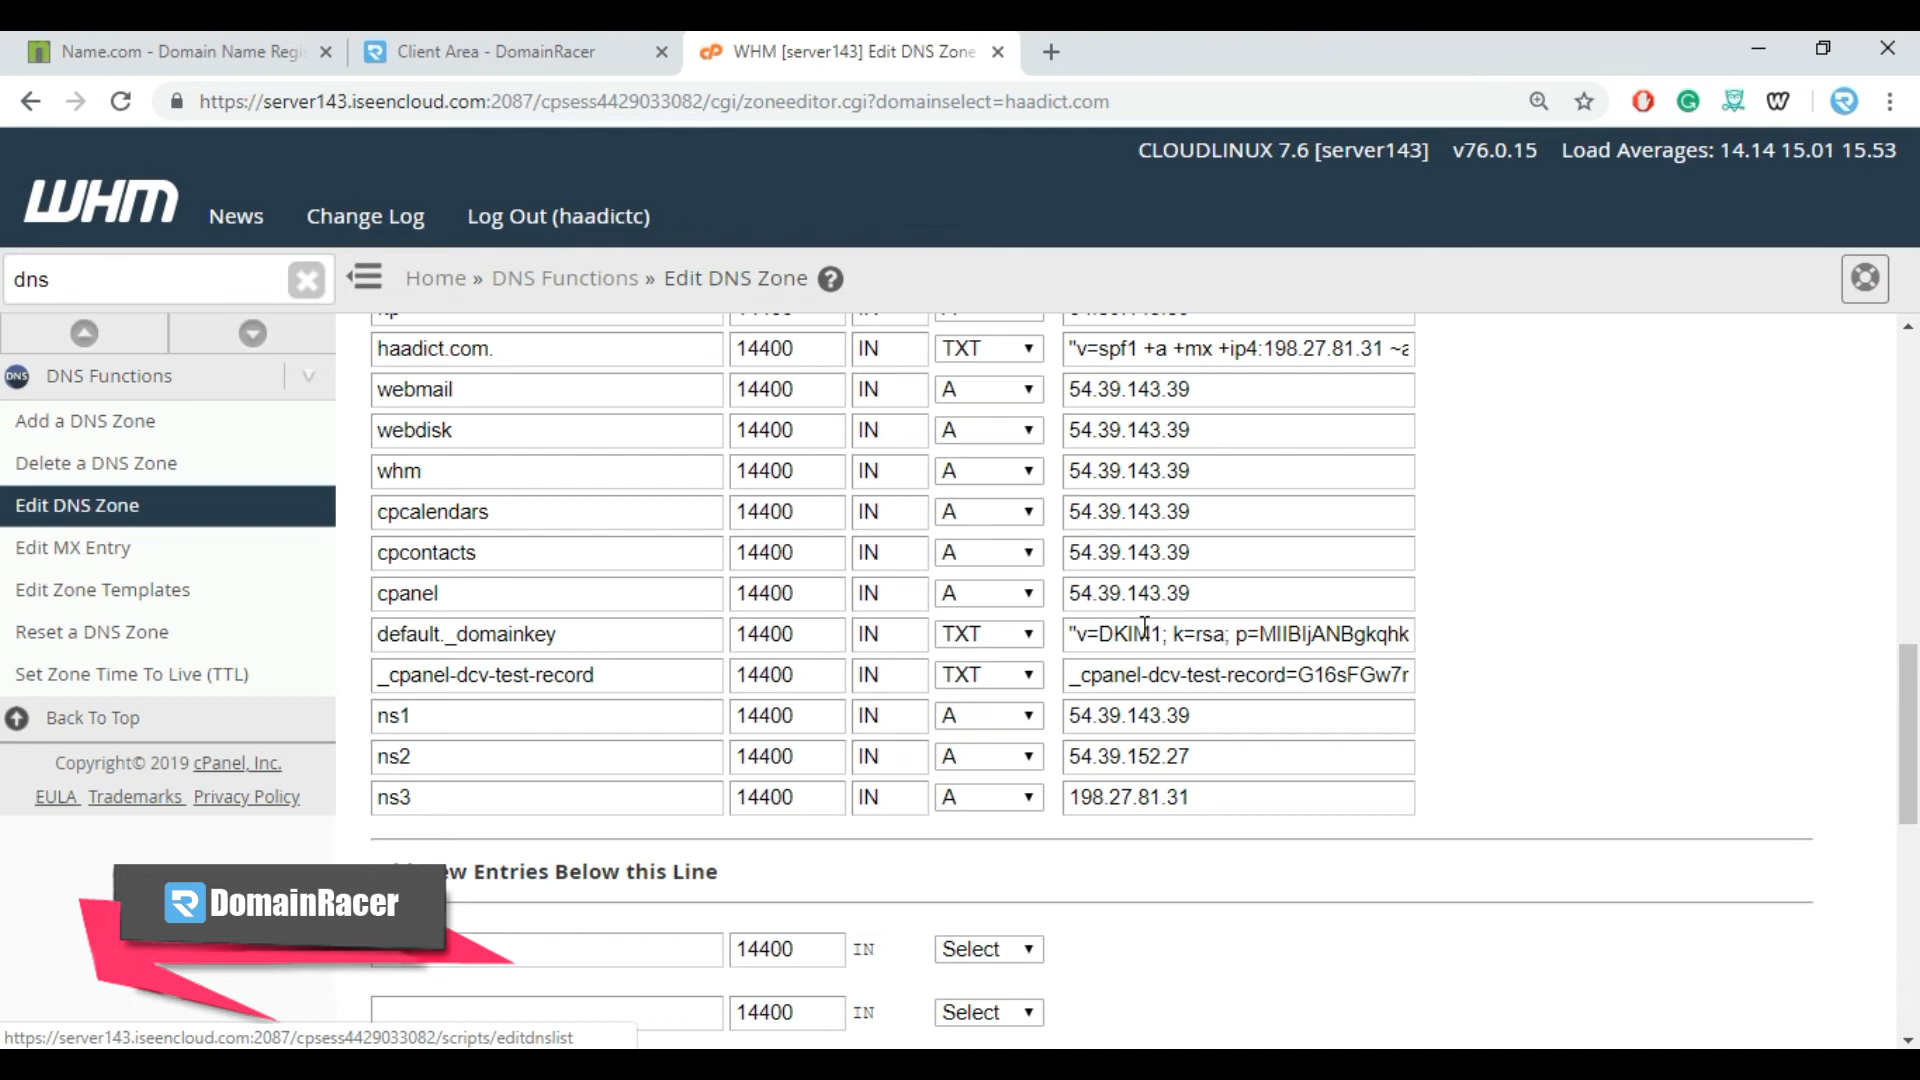 Name.com - Domain Name Regis
Client Area - DomainRacer
WHM [server143] Edit DNS Zone
https://server143.iseencloud.com:2087/cpsess4429033082/cgi/zoneeditor.cgi?domainselect=haadict.com
CLOUDLINUX 7.6 [server143] v76.0.15 Load Averages: 14.14 15.01 15.53
WHM News Change Log Log Out (haadictc)
dns
Home » DNS Functions » Edit DNS Zone
DNS Functions
Add a DNS Zone
Delete a DNS Zone
Edit DNS Zone
Edit MX Entry
Edit Zone Templates
Reset a DNS Zone
Set Zone Time To Live (TTL)
Back To Top
Copyright© 2019 cPanel, Inc.
EULA Trademarks Privacy Policy
haadict.com. 14400 IN TXT "v=spf1 +a +mx +ip4:198.27.81.31 ~a
webmail 14400 IN A 54.39.143.39
webdisk 14400 IN A 54.39.143.39
whm 14400 IN A 54.39.143.39
cpcalendars 14400 IN A 54.39.143.39
cpcontacts 14400 IN A 54.39.143.39
cpanel 14400 IN A 54.39.143.39
default._domainkey 14400 IN TXT "v=DKIM1; k=rsa; p=MIIBIjANBgkqhk
_cpanel-dcv-test-record 14400 IN TXT _cpanel-dcv-test-record=G16sFGw7r
ns1 14400 IN A 54.39.143.39
ns2 14400 IN A 54.39.152.27
ns3 14400 IN A 198.27.81.31
Entries Below this Line
14400 IN Select
14400 IN Select
DomainRacer
https://server143.iseencloud.com:2087/cpsess4429033082/scripts/editdnslist